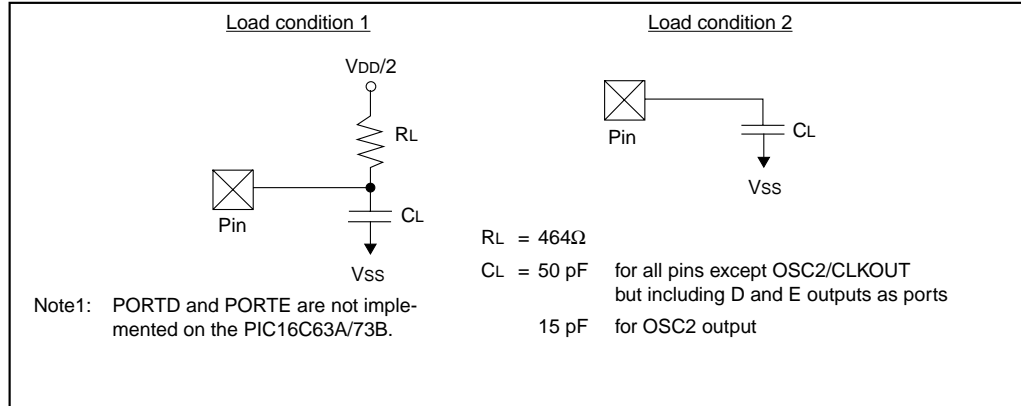 Load condition 1
VDD/2
RL
Pin
CL
VSS
Note1: PORTD and PORTE are not imple-
mented on the PIC16C63A/73B.
Load condition 2
Pin
CL
VSS
RL = 464Ω
CL = 50 pF for all pins except OSC2/CLKOUT
but including D and E outputs as ports
15 pF for OSC2 output